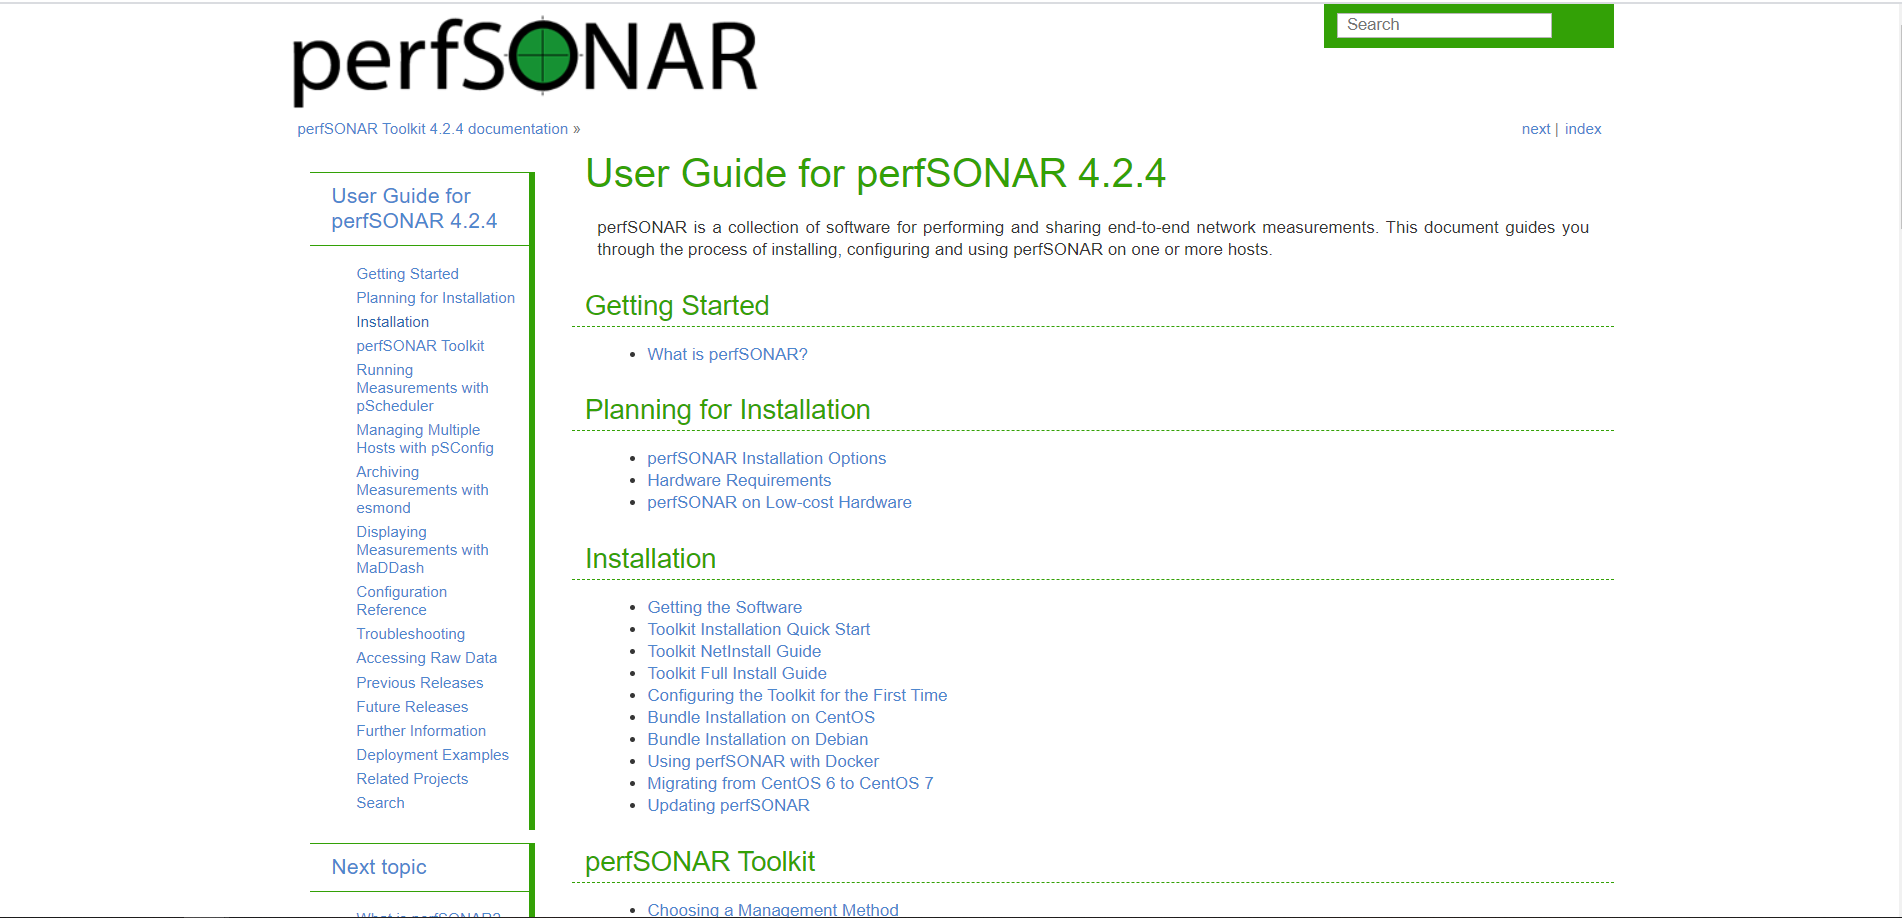 perfSONAR
Search
perfSONAR Toolkit 4.2.4 documentation »
next | index
User Guide for
perfSONAR 4.2.4
Getting Started
Planning for Installation
Installation
perfSONAR Toolkit
Running
Measurements with
pScheduler
Managing Multiple
Hosts with pSConfig
Archiving
Measurements with
esmond
Displaying
Measurements with
MaDDash
Configuration
Reference
Troubleshooting
Accessing Raw Data
Previous Releases
Future Releases
Further Information
Deployment Examples
Related Projects
Search
Next topic
What is perfSONAR?
User Guide for perfSONAR 4.2.4
perfSONAR is a collection of software for performing and sharing end-to-end network measurements. This document guides you
through the process of installing, configuring and using perfSONAR on one or more hosts.
Getting Started
• What is perfSONAR?
Planning for Installation
• perfSONAR Installation Options
• Hardware Requirements
• perfSONAR on Low-cost Hardware
Installation
• Getting the Software
• Toolkit Installation Quick Start
• Toolkit NetInstall Guide
• Toolkit Full Install Guide
• Configuring the Toolkit for the First Time
• Bundle Installation on CentOS
• Bundle Installation on Debian
• Using perfSONAR with Docker
• Migrating from CentOS 6 to CentOS 7
• Updating perfSONAR
perfSONAR Toolkit
• Choosing a Management Method